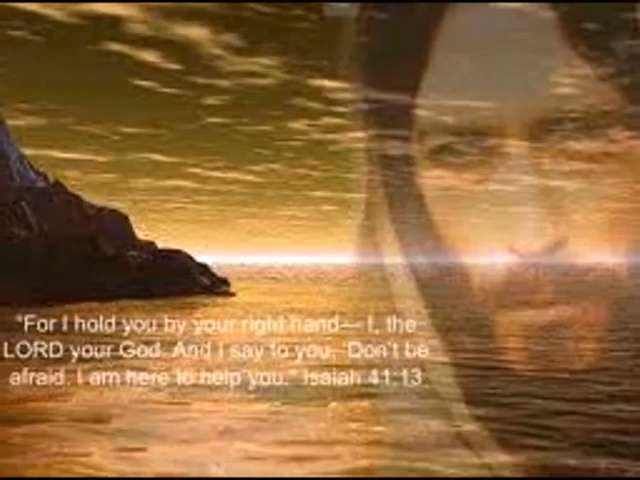 "For I hold you by your right hand— I, the
LORD your God. And I say to you, 'Don't be
afraid. I am here to help you." Isaiah 41:13